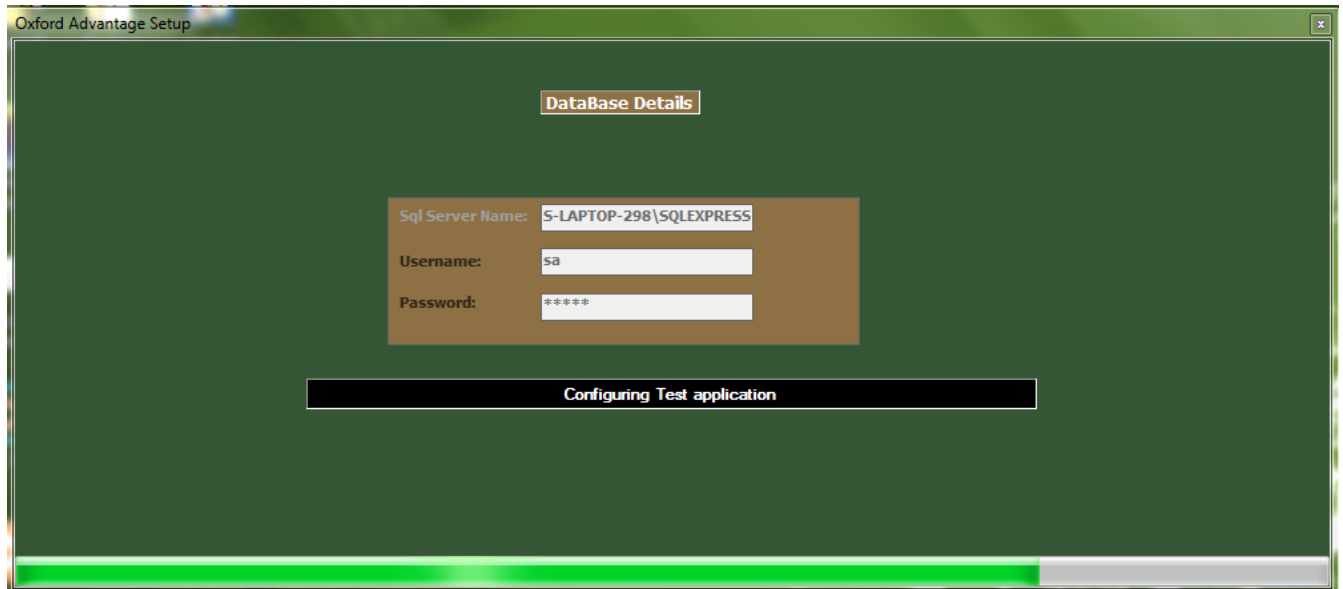 Oxford Advantage Setup
DataBase Details
Sql Server Name: S-LAPTOP-298\SQLEXPRESS
Username: sa
Password: *****
Configuring Test application